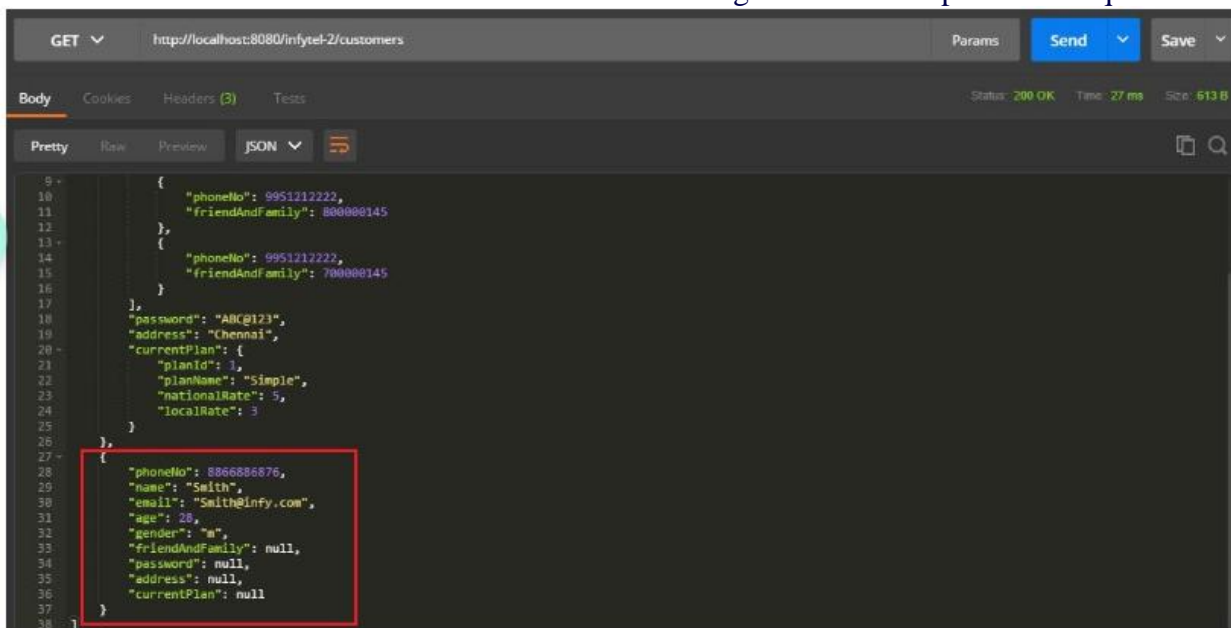 GET http://localhost:8080/infytel-2/customers Params Send Save
Body Cookies Headers (3) Tests Status: 200 OK Time: 27 ms Size: 613 B
Pretty Raw Preview JSON
9 {
10 "phoneNo": 9951212222,
11 "friendAndFamily": 800000145
12 },
13 {
14 "phoneNo": 9951212222,
15 "friendAndFamily": 700000145
16 }
17 ],
18 "password": "ABC@123",
19 "address": "Chennai",
20 "currentPlan": {
21 "planId": 1,
22 "planName": "Simple",
23 "nationalRate": 5,
24 "localRate": 3
25 }
26 },
27 {
28 "phoneNo": 8866886876,
29 "name": "Smith",
30 "email": "Smith@infy.com",
31 "age": 28,
32 "gender": "m",
33 "friendAndFamily": null,
34 "password": null,
35 "address": null,
36 "currentPlan": null
37 }
38 ]